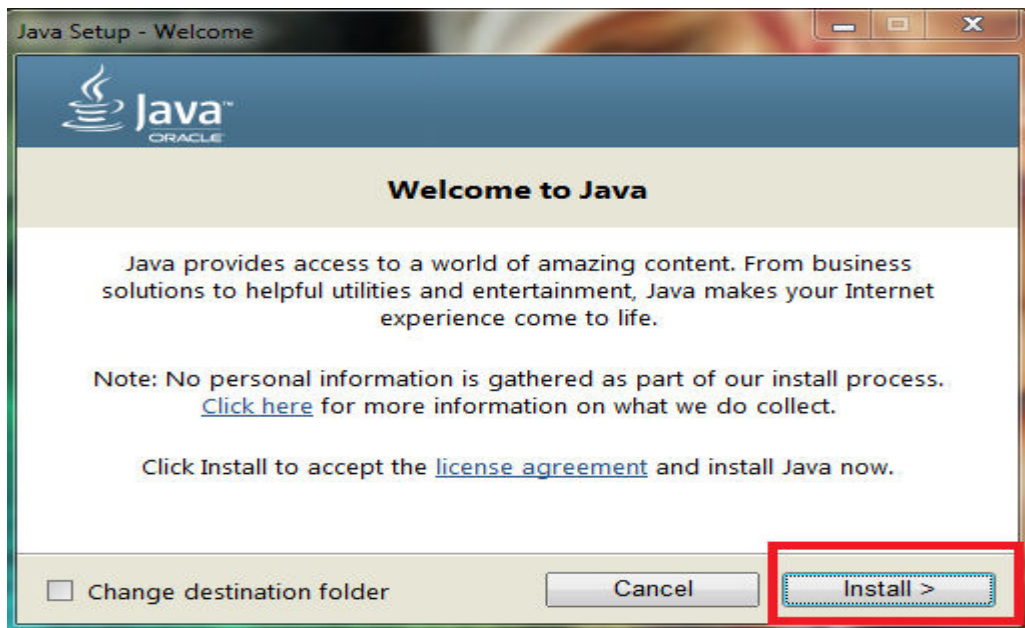 Java Setup - Welcome
Java™
ORACLE
Welcome to Java
Java provides access to a world of amazing content. From business
solutions to helpful utilities and entertainment, Java makes your Internet
experience come to life.
Note: No personal information is gathered as part of our install process.
Click here for more information on what we do collect.
Click Install to accept the license agreement and install Java now.
Change destination folder
Cancel
Install >